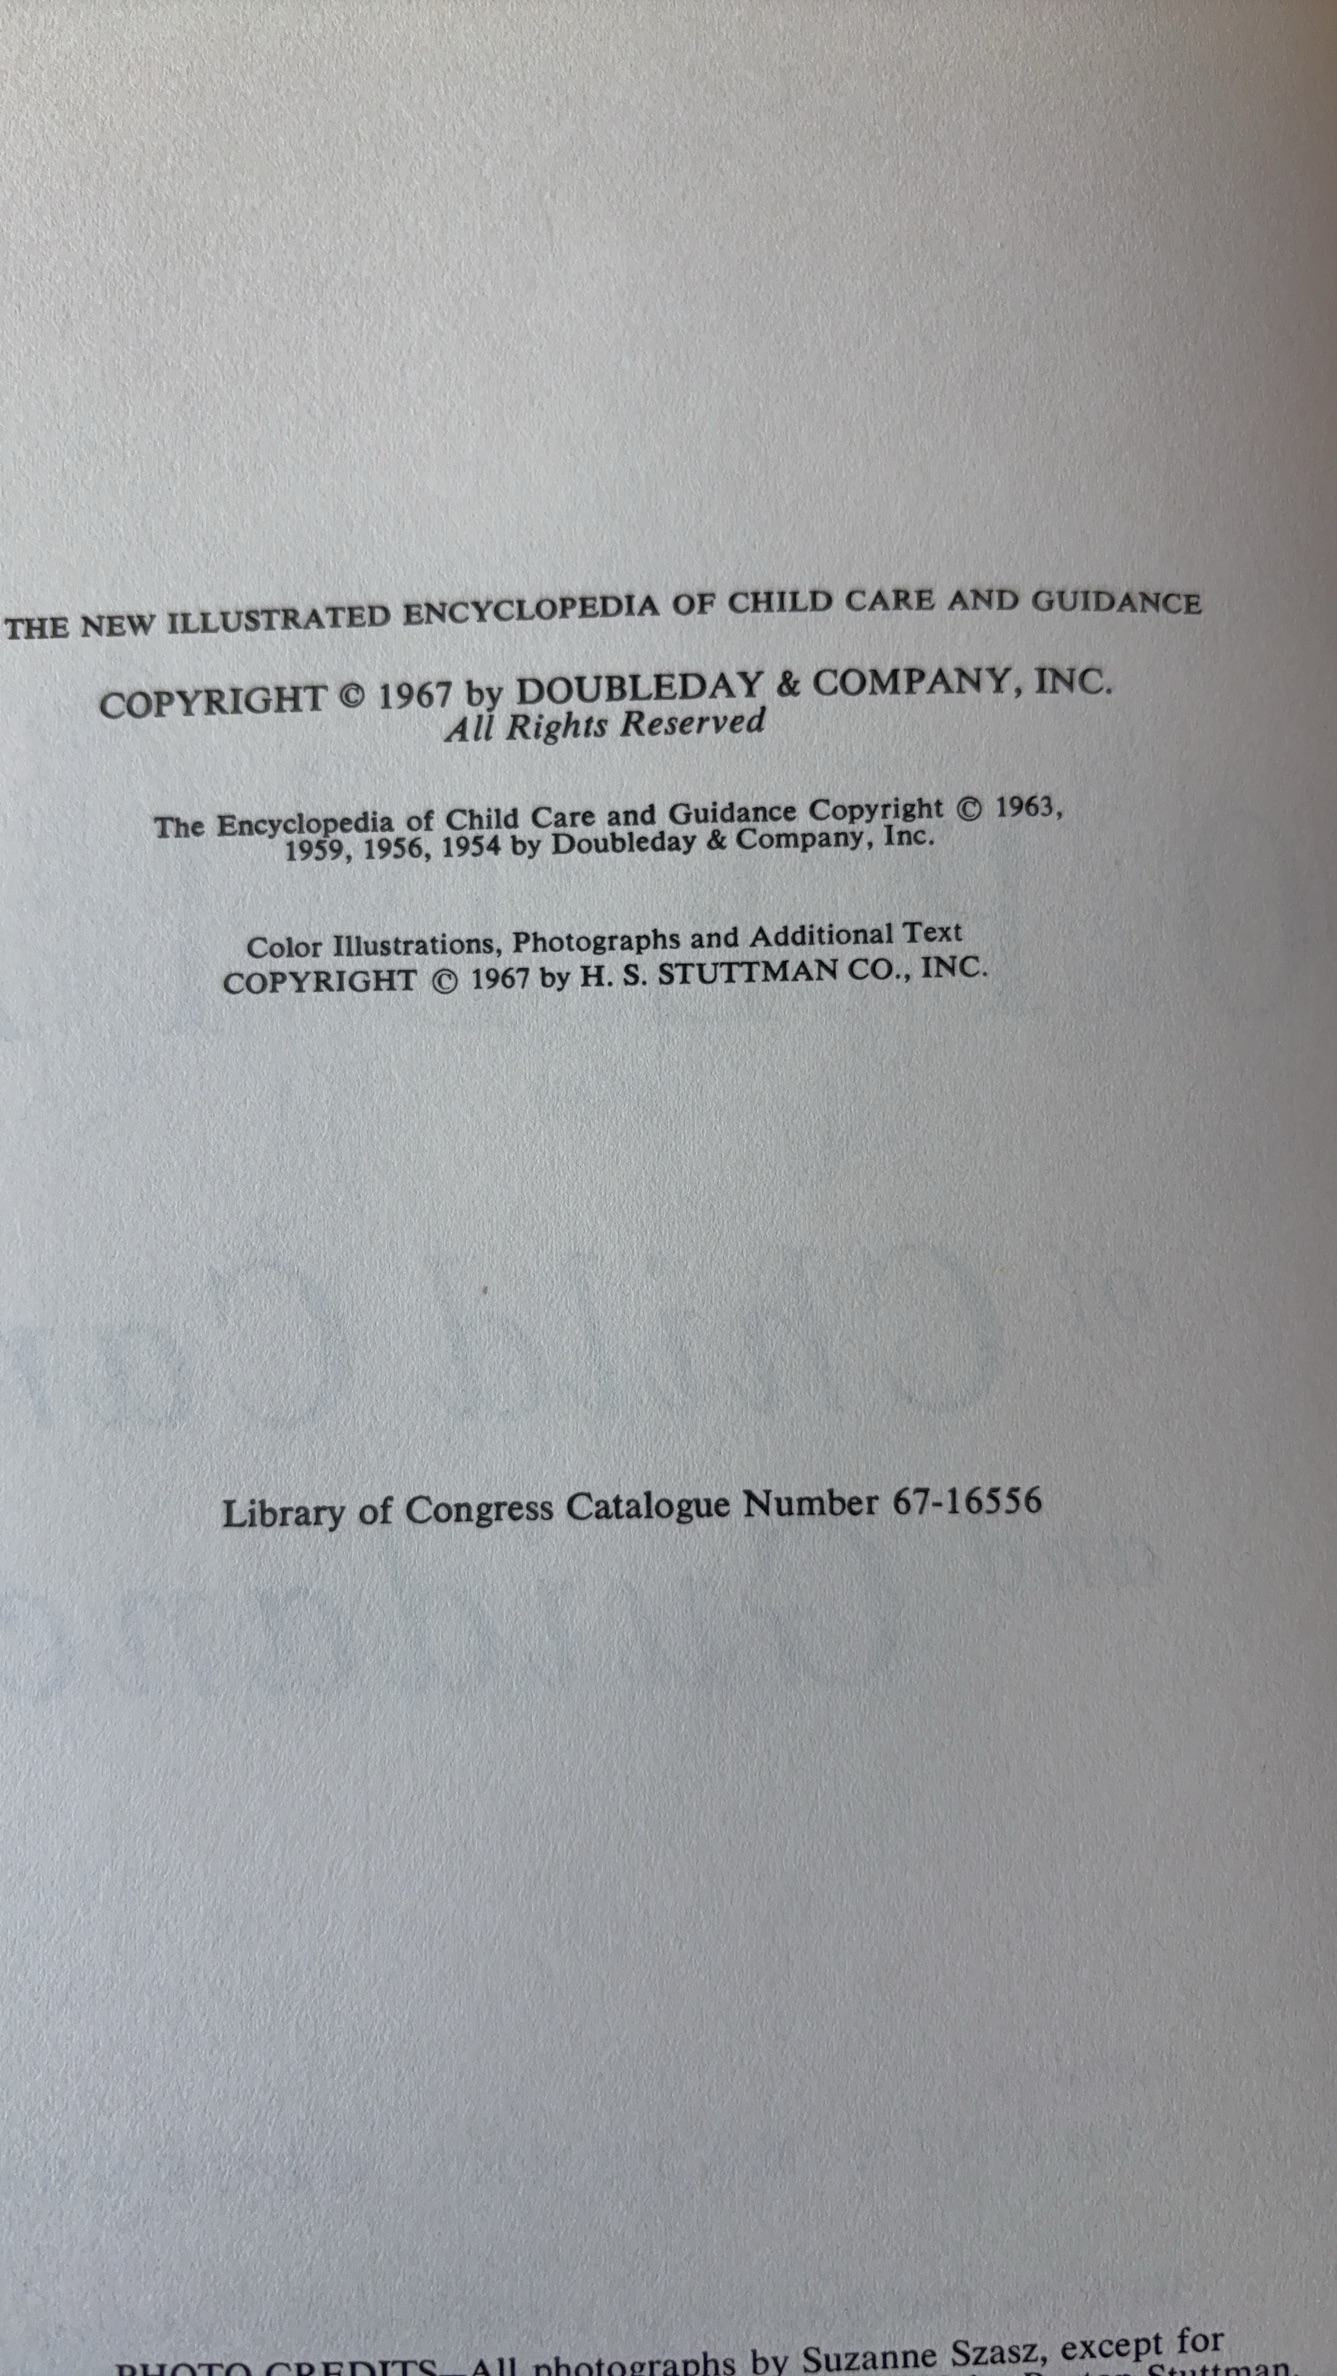 THE NEW ILLUSTRATED ENCYCLOPEDIA OF CHILD CARE AND GUIDANCE
COPYRIGHT © 1967 by DOUBLEDAY & COMPANY, INC.
All Rights Reserved
The Encyclopedia of Child Care and Guidance Copyright © 1963,
1959, 1956, 1954 by Doubleday & Company, Inc.
Color Illustrations, Photographs and Additional Text
COPYRIGHT © 1967 by H. S. STUTTMAN CO., INC.
Library of Congress Catalogue Number 67-16556
PHOTO CREDITS—All photographs by Suzanne Szasz, except for
Stuttman